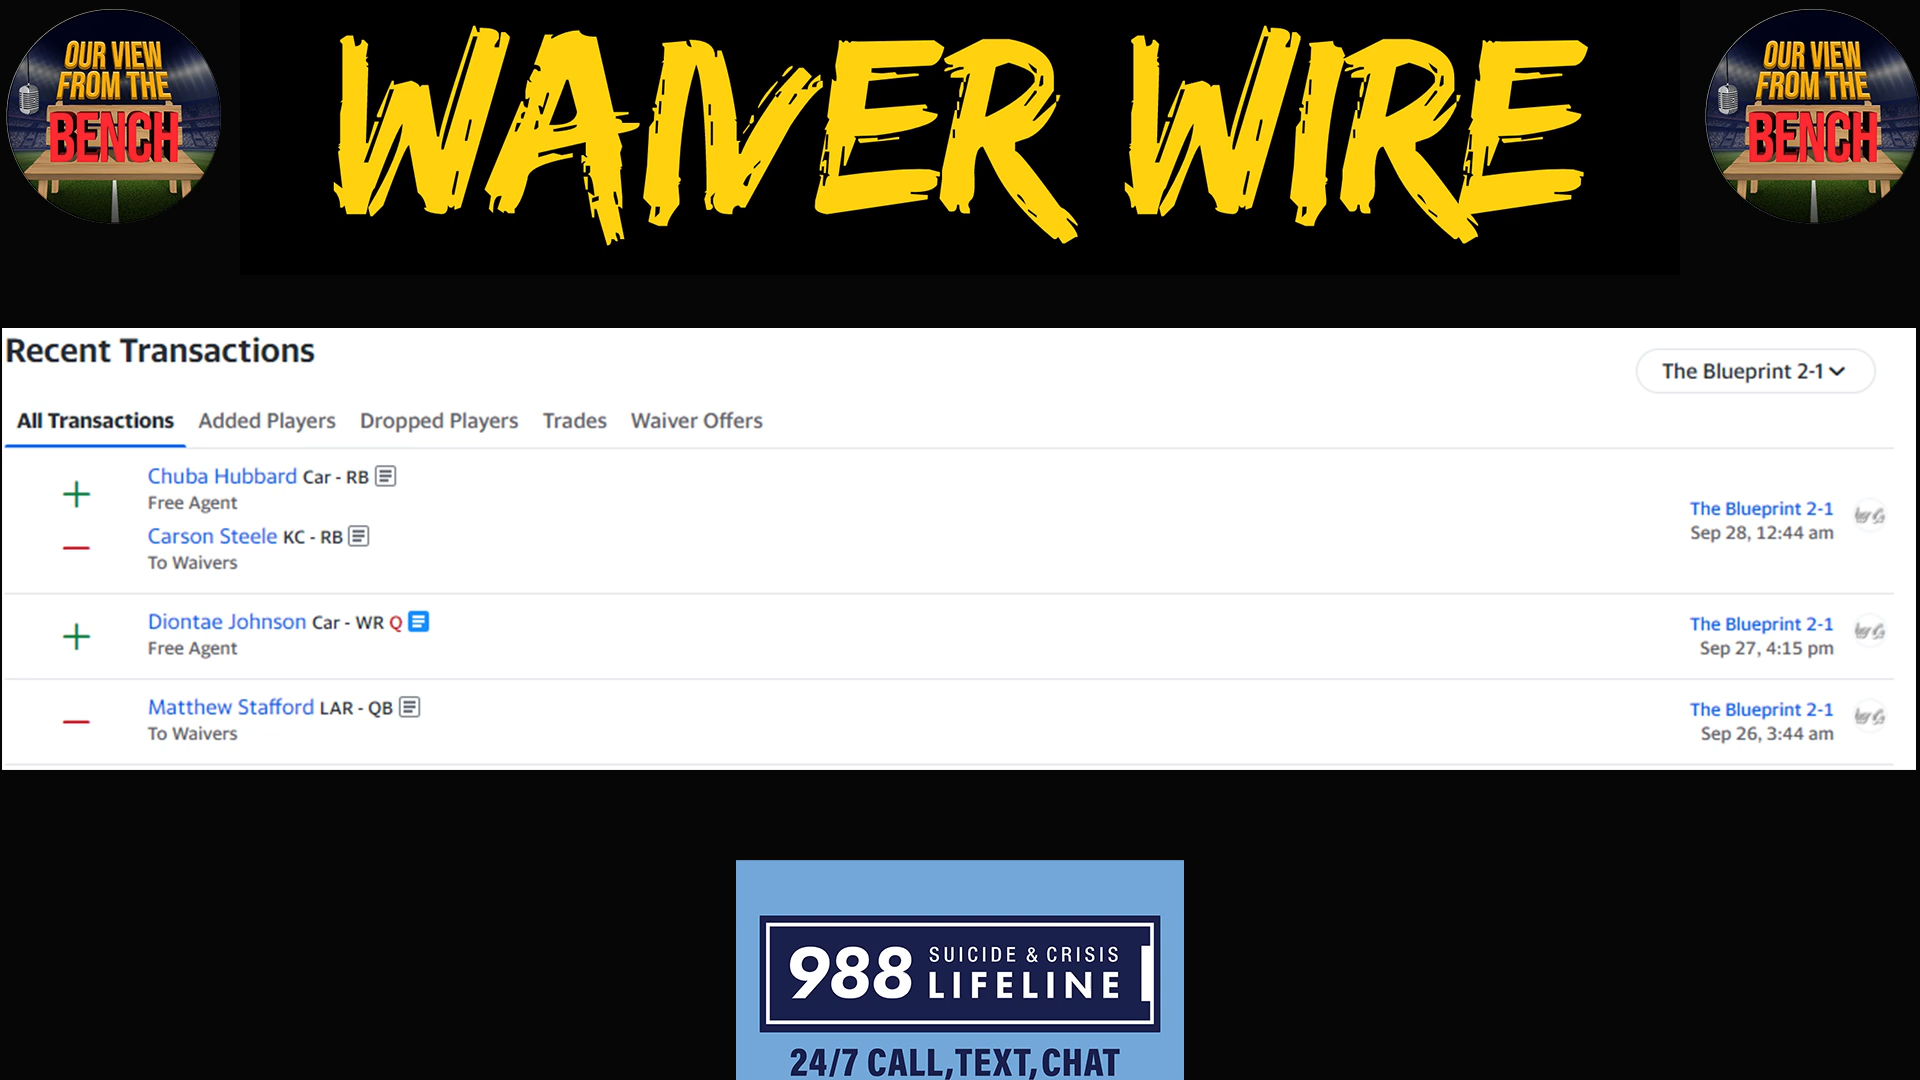 OUR VIEW
FROM THE
BENCH
WAIVER WIRE
OUR VIEW
FROM THE
BENCH
Recent Transactions
The Blueprint 2-1
All Transactions Added Players Dropped Players Trades Waiver Offers
Chuba Hubbard Car - RB
Free Agent
Carson Steele KC - RB
To Waivers
The Blueprint 2-1
Sep 28, 12:44 am
Diontae Johnson Car - WR Q
Free Agent
The Blueprint 2-1
Sep 27, 4:15 pm
Matthew Stafford LAR - QB
To Waivers
The Blueprint 2-1
Sep 26, 3:44 am
988 SUICIDE & CRISIS
LIFELINE
24/7 CALL,TEXT,CHAT